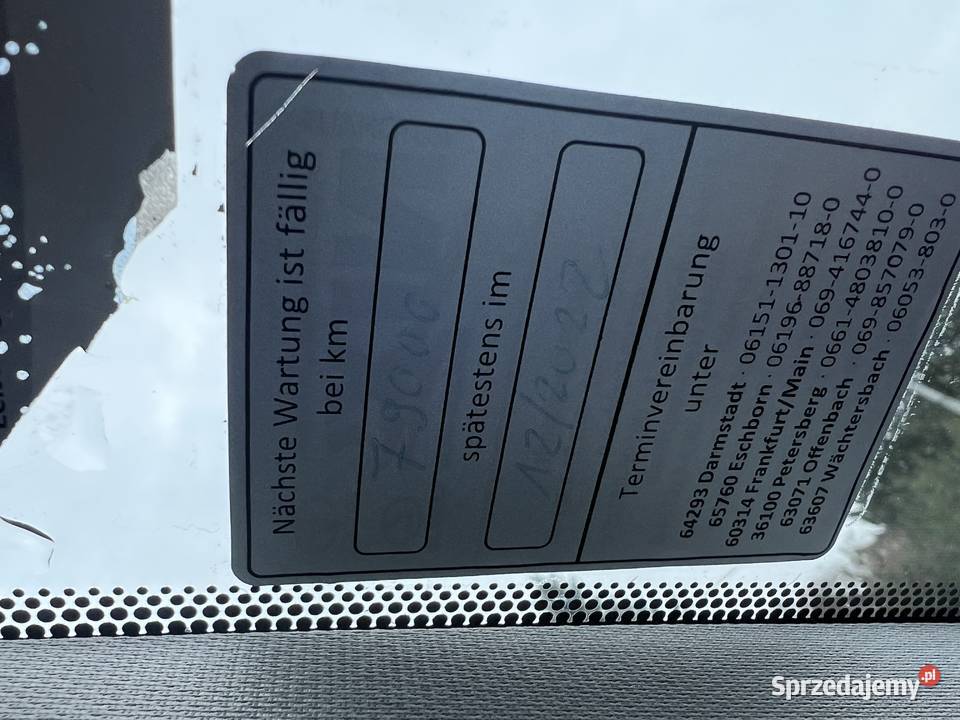 Nächste Wartung ist fällig
bei km
79000
spätestens im
12/2022
Terminvereinbarung
unter
64293 Darmstadt · 06151-1301-10
65760 Eschborn · 06196-88718-0
60314 Frankfurt/Main · 069-416744-0
36100 Petersberg · 0661-4803810-0
63071 Offenbach · 069-8570779-0
63607 Wächtersbach · 06053-803-0
Sprzedajemy.pl